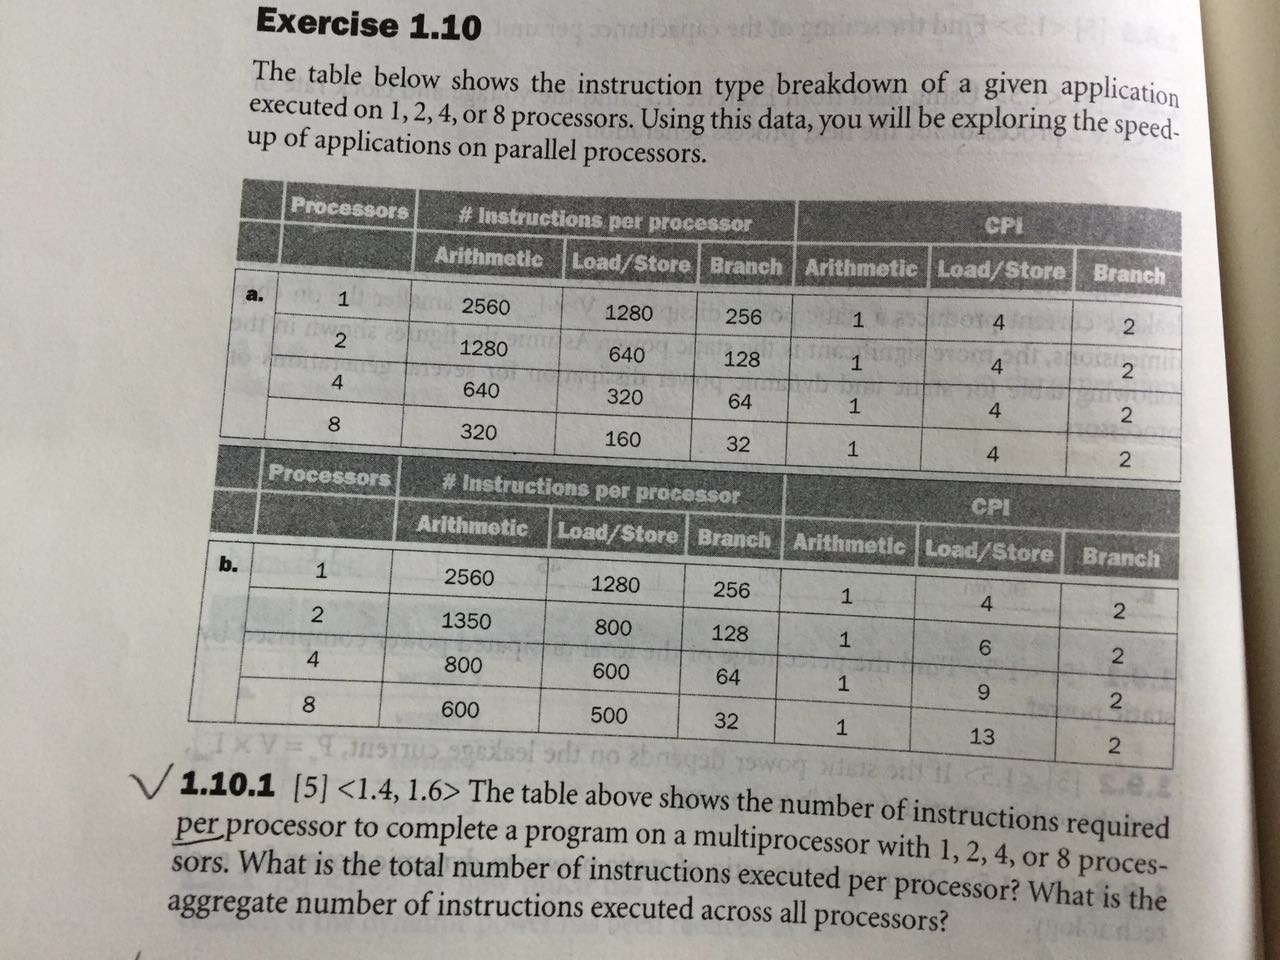 Exercise 1.10
The table below shows the instruction type breakdown of a given application
executed on 1, 2, 4, or 8 processors. Using this data, you will be exploring the speed-
up of applications on parallel processors.
Processors # Instructions per processor CPI
Arithmetic Load/Store Branch Arithmetic Load/Store Branch
a. 1 2560 1280 256 1 4 2
2 1280 640 128 1 4 2
4 640 320 64 1 4 2
8 320 160 32 1 4 2
Processors # Instructions per processor CPI
Arithmetic Load/Store Branch Arithmetic Load/Store Branch
b. 1 2560 1280 256 1 4 2
2 1350 800 128 1 6 2
4 800 600 64 1 9 2
8 600 500 32 1 13 2
1.10.1 [5] <1.4, 1.6> The table above shows the number of instructions required
per processor to complete a program on a multiprocessor with 1, 2, 4, or 8 proces-
sors. What is the total number of instructions executed per processor? What is the
aggregate number of instructions executed across all processors?